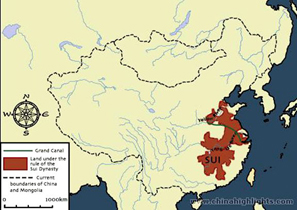 N
W
E
S
SUI
Grand Canal
Land under the
rule of the
Sui Dynasty
Current
boundaries of China
and Mongolia
0
1000km
www.chinahighlights.com